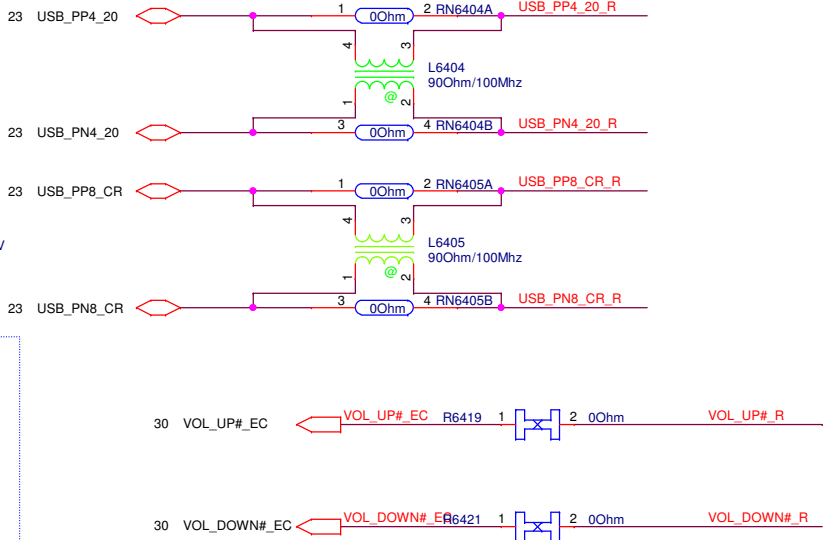 23 USB_PP4_20 1 0Ohm 2 RN6404A USB_PP4_20_R
4 3
L6404
90Ohm/100Mhz
@
1 2
23 USB_PN4_20 3 0Ohm 4 RN6404B USB_PN4_20_R
23 USB_PP8_CR 1 0Ohm 2 RN6405A USB_PP8_CR_R
4 3
L6405
90Ohm/100Mhz
@
1 2
23 USB_PN8_CR 3 0Ohm 4 RN6405B USB_PN8_CR_R
30 VOL_UP#_EC VOL_UP#_EC R6419 1 2 0Ohm VOL_UP#_R
30 VOL_DOWN#_EC VOL_DOWN#_EC R6421 1 2 0Ohm VOL_DOWN#_R